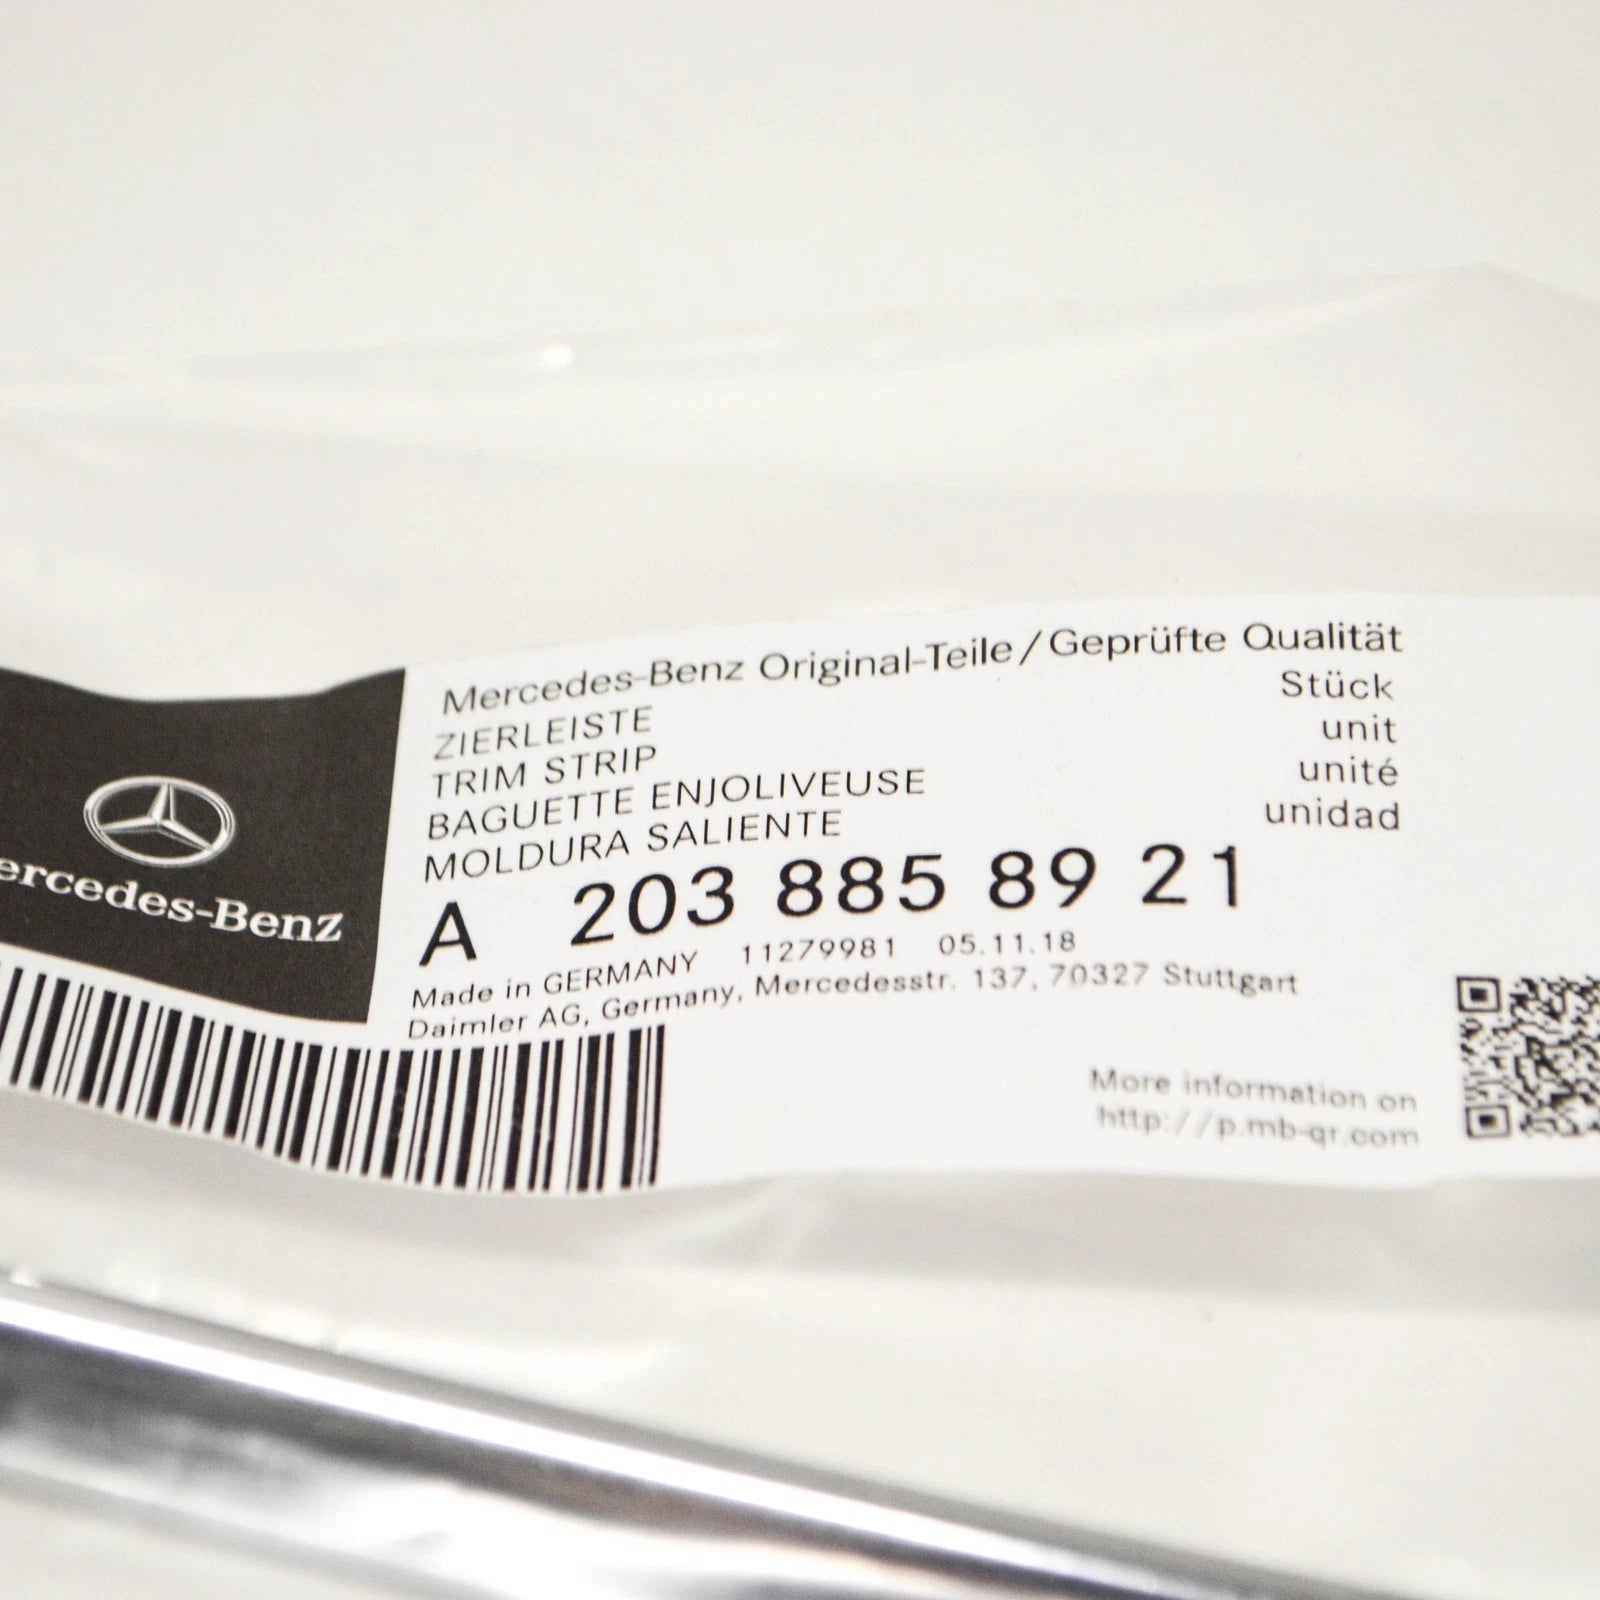 Mercedes-Benz Original-Teile/Geprüfte Qualität
ZIERLEISTE Stück
TRIM STRIP unit
BAGUETTE ENJOLIVEUSE unité
MOLDURA SALIENTE unidad
A 203 885 89 21
Made in GERMANY 11279981 05.11.18
Daimler AG, Germany, Mercedesstr. 137, 70327 Stuttgart
ercedes-Benz
More information on
http://p.mb-qr.com